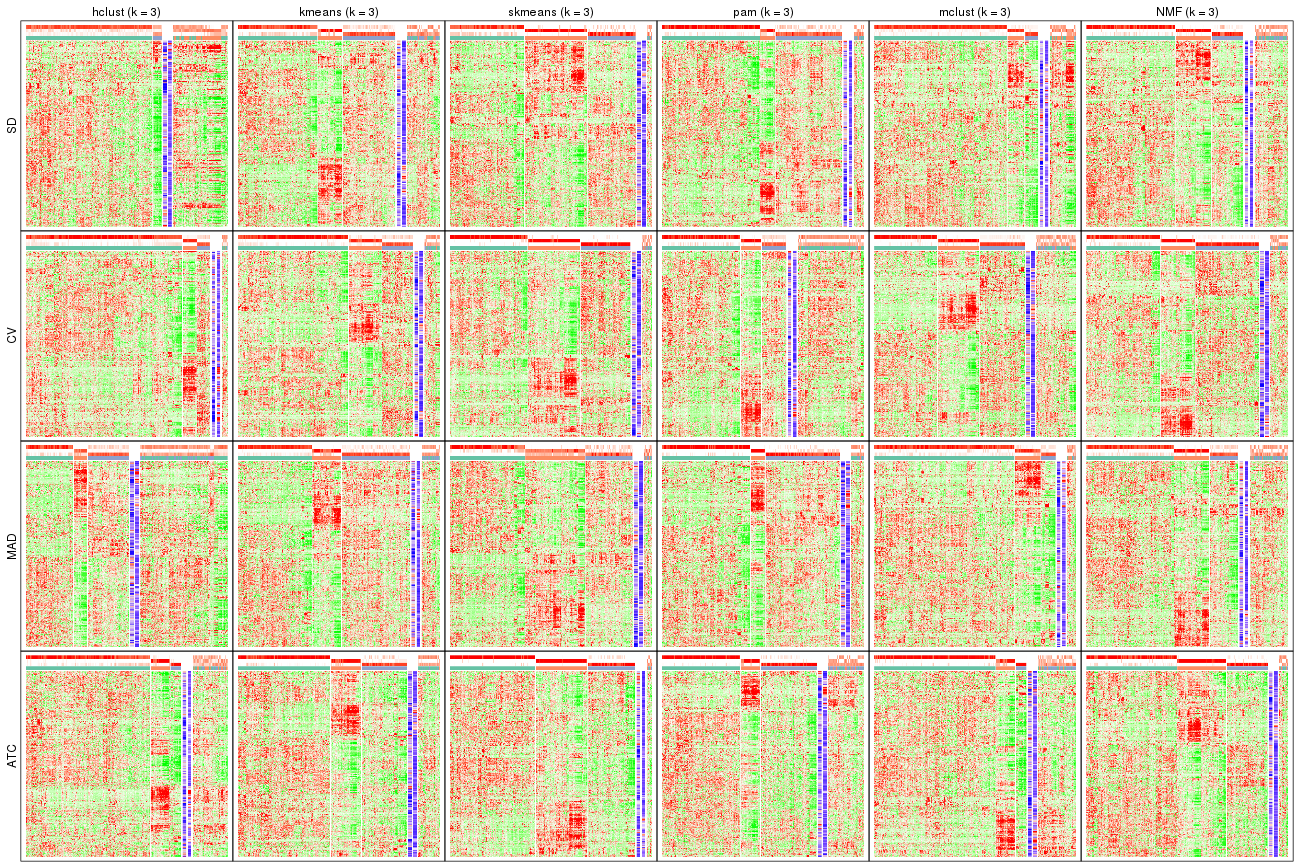 hclust (k = 3)
kmeans (k = 3)
skmeans (k = 3)
pam (k = 3)
mclust (k = 3)
NMF (k = 3)
SD
CV
MAD
ATC